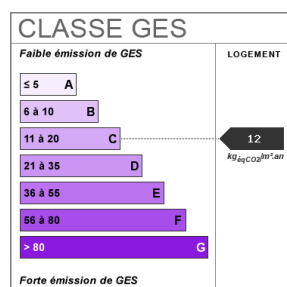 CLASSE GES
Faible émission de GES
LOGEMENT
≤ 5 A
6 à 10 B
11 à 20 C
12
kgéqCO2/m².an
21 à 35 D
36 à 55 E
56 à 80 F
> 80 G
Forte émission de GES